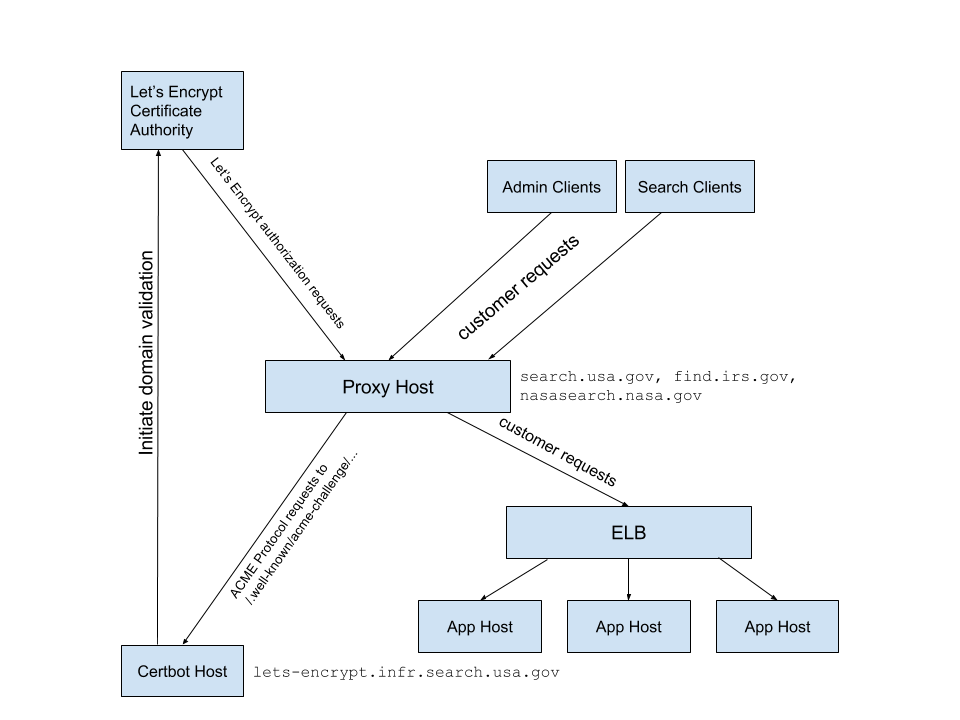 Let's Encrypt
Certificate
Authority
Let's Encrypt authorization requests
Admin Clients
Search Clients
customer requests
Initiate domain validation
Proxy Host
search.usa.gov, find.irs.gov,
nasasearch.nasa.gov
customer requests
ACME Protocol requests to
/.well-known/acme-challenge/...
ELB
App Host
App Host
App Host
Certbot Host
lets-encrypt.infr.search.usa.gov